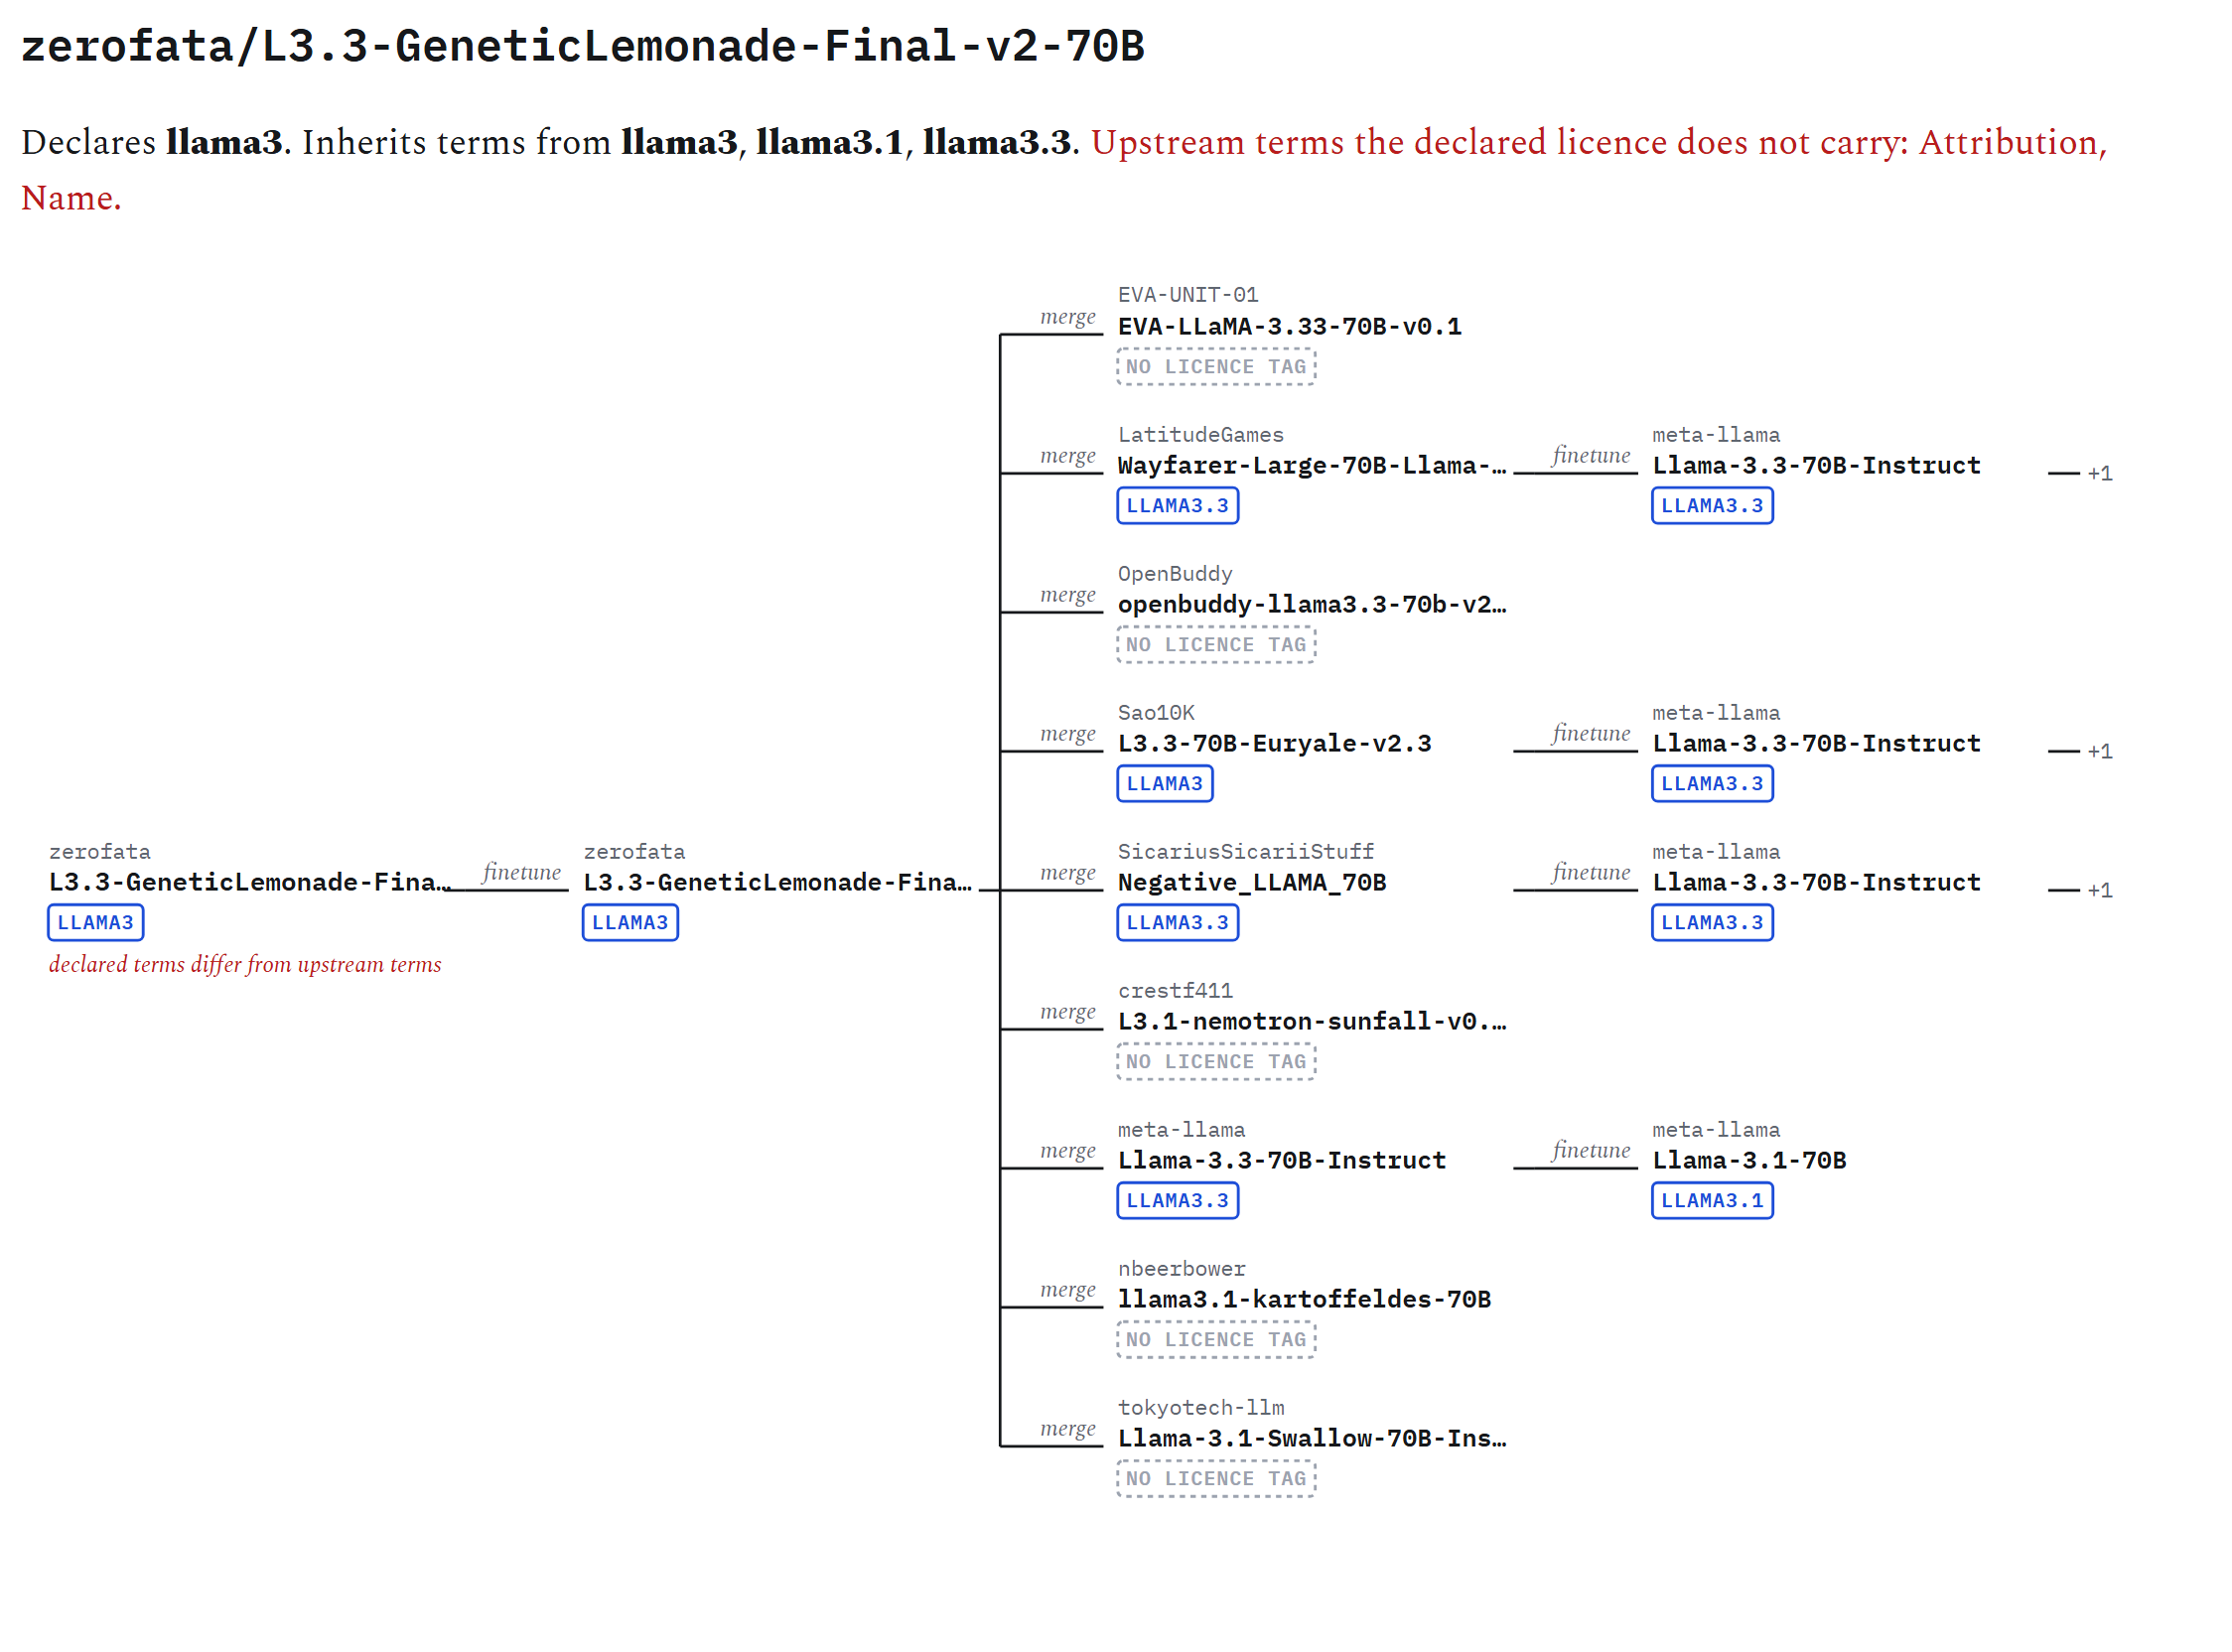 zerofata/L3.3-GeneticLemonade-Final-v2-70B
Declares llama3. Inherits terms from llama3, llama3.1, llama3.3. Upstream terms the declared licence does not carry: Attribution,
Name.
zerofata
L3.3-GeneticLemonade-Fina…
LLAMA3
declared terms differ from upstream terms
finetune
zerofata
L3.3-GeneticLemonade-Fina…
LLAMA3
merge
EVA-UNIT-01
EVA-LLaMA-3.33-70B-v0.1
NO LICENCE TAG
merge
LatitudeGames
Wayfarer-Large-70B-Llama-…
LLAMA3.3
finetune
meta-llama
Llama-3.3-70B-Instruct
LLAMA3.3
+1
merge
OpenBuddy
openbuddy-llama3.3-70b-v2…
NO LICENCE TAG
merge
Sao10K
L3.3-70B-Euryale-v2.3
LLAMA3
finetune
meta-llama
Llama-3.3-70B-Instruct
LLAMA3.3
+1
merge
SicariusSicariiStuff
Negative_LLAMA_70B
LLAMA3.3
finetune
meta-llama
Llama-3.3-70B-Instruct
LLAMA3.3
+1
merge
crestf411
L3.1-nemotron-sunfall-v0.…
NO LICENCE TAG
merge
meta-llama
Llama-3.3-70B-Instruct
LLAMA3.3
finetune
meta-llama
Llama-3.1-70B
LLAMA3.1
merge
nbeerbower
llama3.1-kartoffeldes-70B
NO LICENCE TAG
merge
tokyotech-llm
Llama-3.1-Swallow-70B-Ins…
NO LICENCE TAG